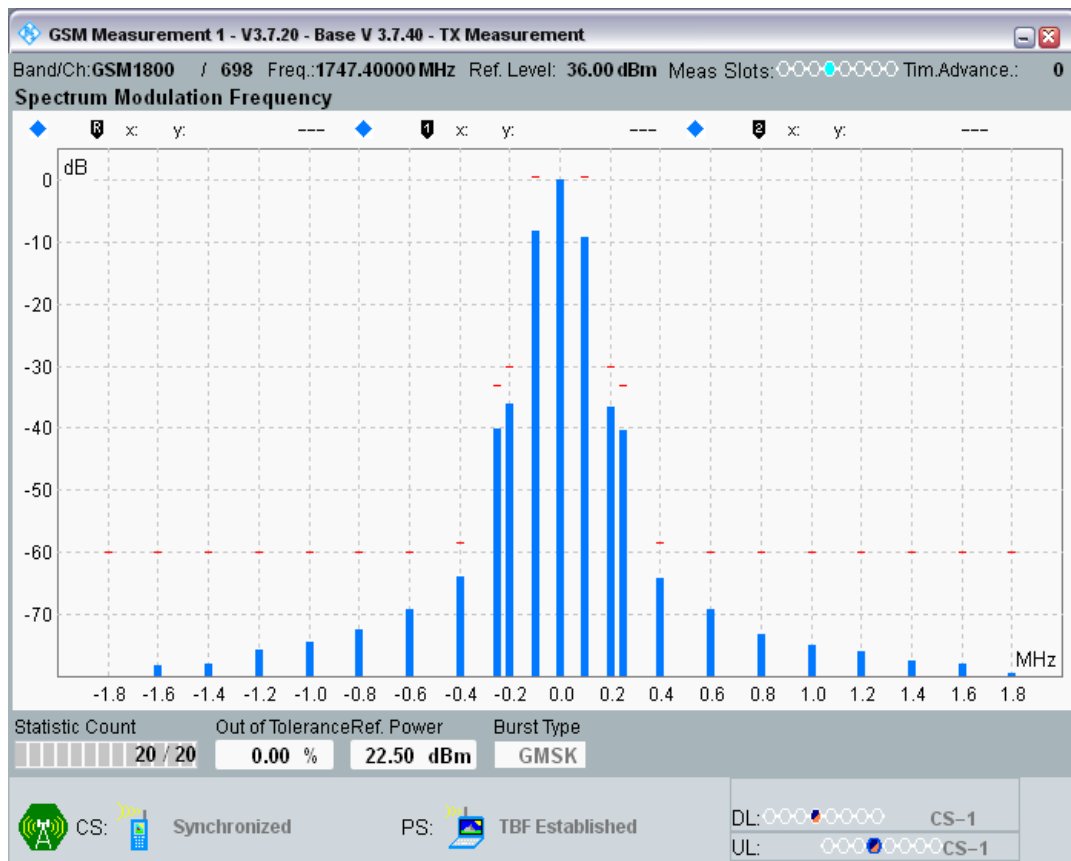 GSM Measurement 1 - V3.7.20 - Base V 3.7.40 - TX Measurement
Band/Ch:GSM1800 / 698 Freq.:1747.40000 MHz Ref. Level: 36.00 dBm Meas Slots: Tim.Advance.: 0
Spectrum Modulation Frequency
R x: y: --- 1 x: y: --- 2 x: y: ---
dB
0
-10
-20
-30
-40
-50
-60
-70
MHz
-1.8 -1.6 -1.4 -1.2 -1.0 -0.8 -0.6 -0.4 -0.2 0.0 0.2 0.4 0.6 0.8 1.0 1.2 1.4 1.6 1.8
Statistic Count Out of Tolerance Ref. Power Burst Type
20 / 20 0.00 % 22.50 dBm GMSK
CS: Synchronized PS: TBF Established
DL: CS-1
UL: CS-1